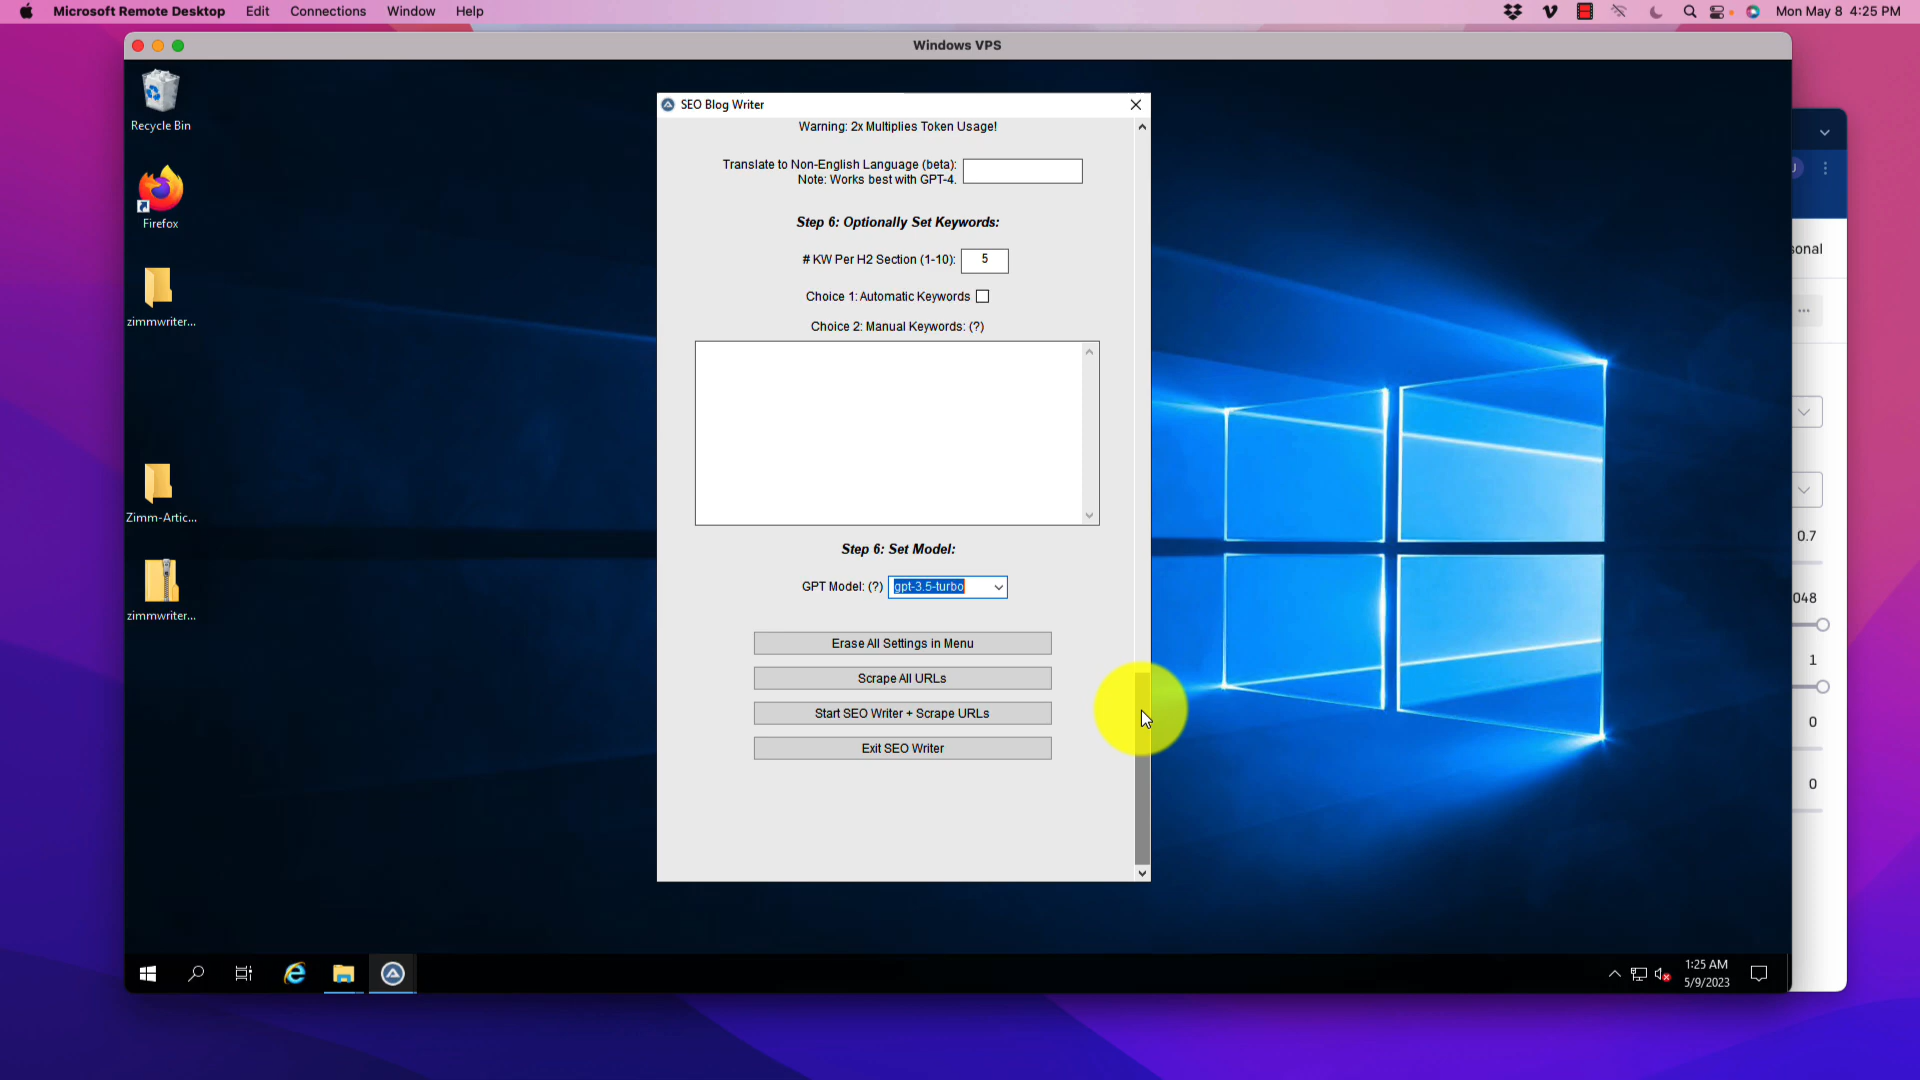 Microsoft Remote Desktop Edit Connections Window Help
Mon May 8 4:25 PM
Windows VPS
Recycle Bin
Firefox
zimmwriter...
Zimm-Artic...
zimmwriter...
SEO Blog Writer
Warning: 2x Multiplies Token Usage!
Translate to Non-English Language (beta):
Note: Works best with GPT-4.
Step 6: Optionally Set Keywords:
# KW Per H2 Section (1-10): 5
Choice 1: Automatic Keywords
Choice 2: Manual Keywords: (?)
Step 6: Set Model:
GPT Model: (?) gpt-3.5-turbo
Erase All Settings in Menu
Scrape All URLs
Start SEO Writer + Scrape URLs
Exit SEO Writer
sonal
0.7
048
1
0
0
1:25 AM
5/9/2023